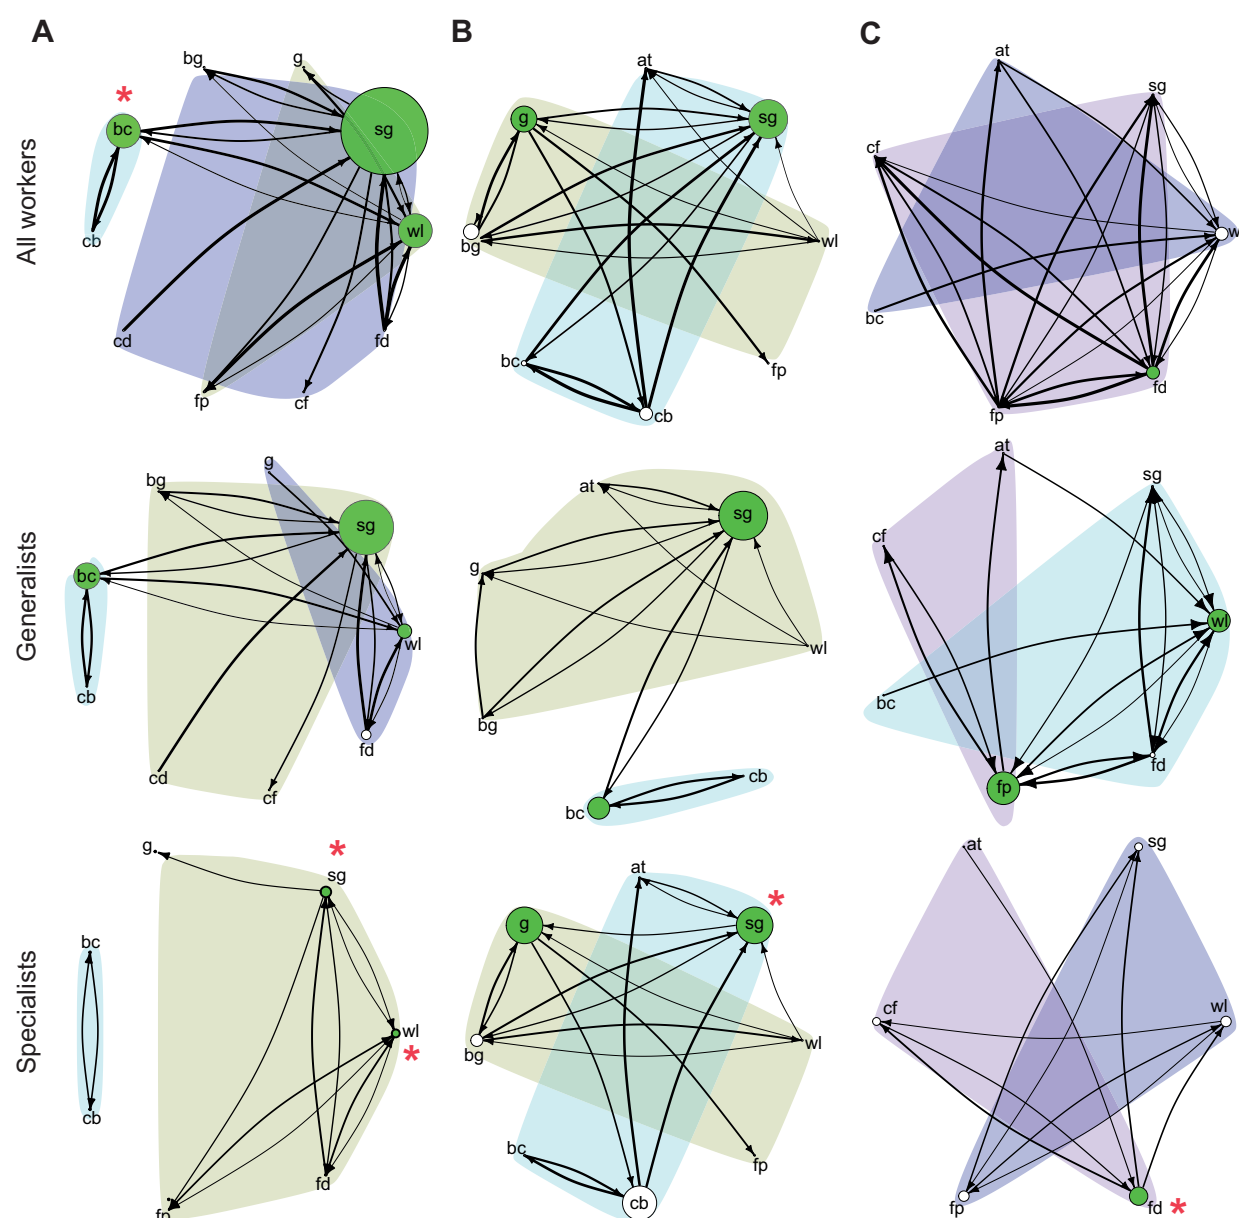 A B C
All workers
bg
g
*
bc
sg
cb
wl
cd
fd
fp
cf
at
g
sg
bg
wl
bc
cb
fp
at
sg
cf
w
bc
fd
fp
Generalists
bg
g
sg
bc
wl
cb
fd
cd
cf
at
sg
g
wl
bg
cb
bc
at
sg
cf
wl
bc
fd
fp
Specialists
g
*
sg
bc
wl
*
cb
fd
fp
at
*
g
sg
bg
wl
bc
fp
cb
at
sg
cf
wl
fp
fd *